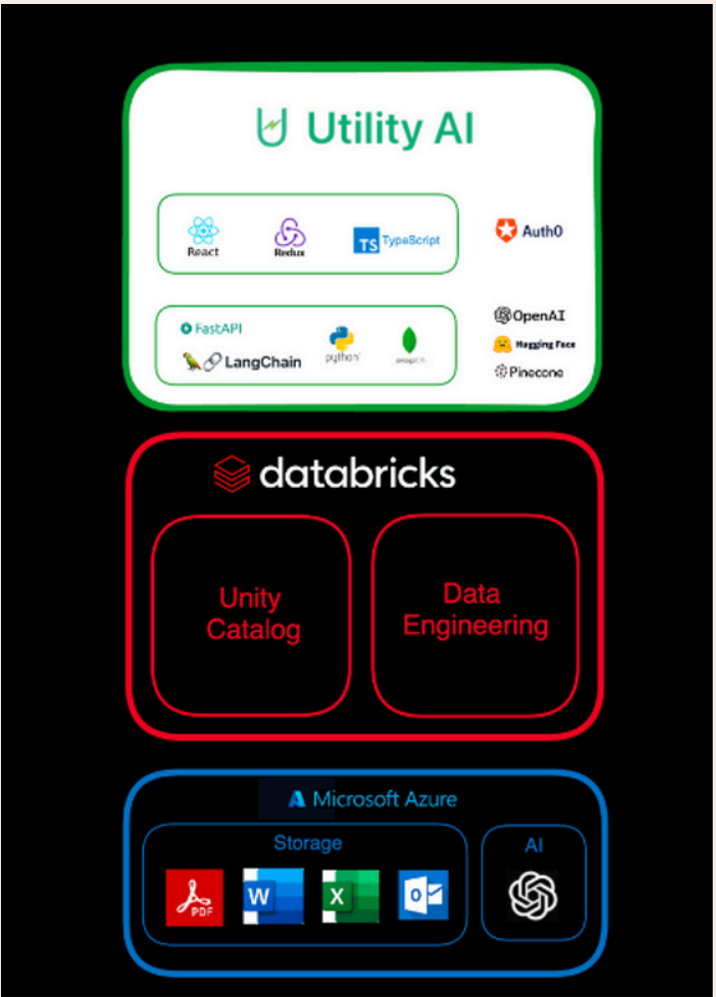 Utility AI
React
Redux
TS TypeScript
Auth0
FastAPI
LangChain
python
OpenAI
Hugging Face
Pinecone
databricks
Unity
Catalog
Data
Engineering
Microsoft Azure
Storage
AI
PDF
W
X
O